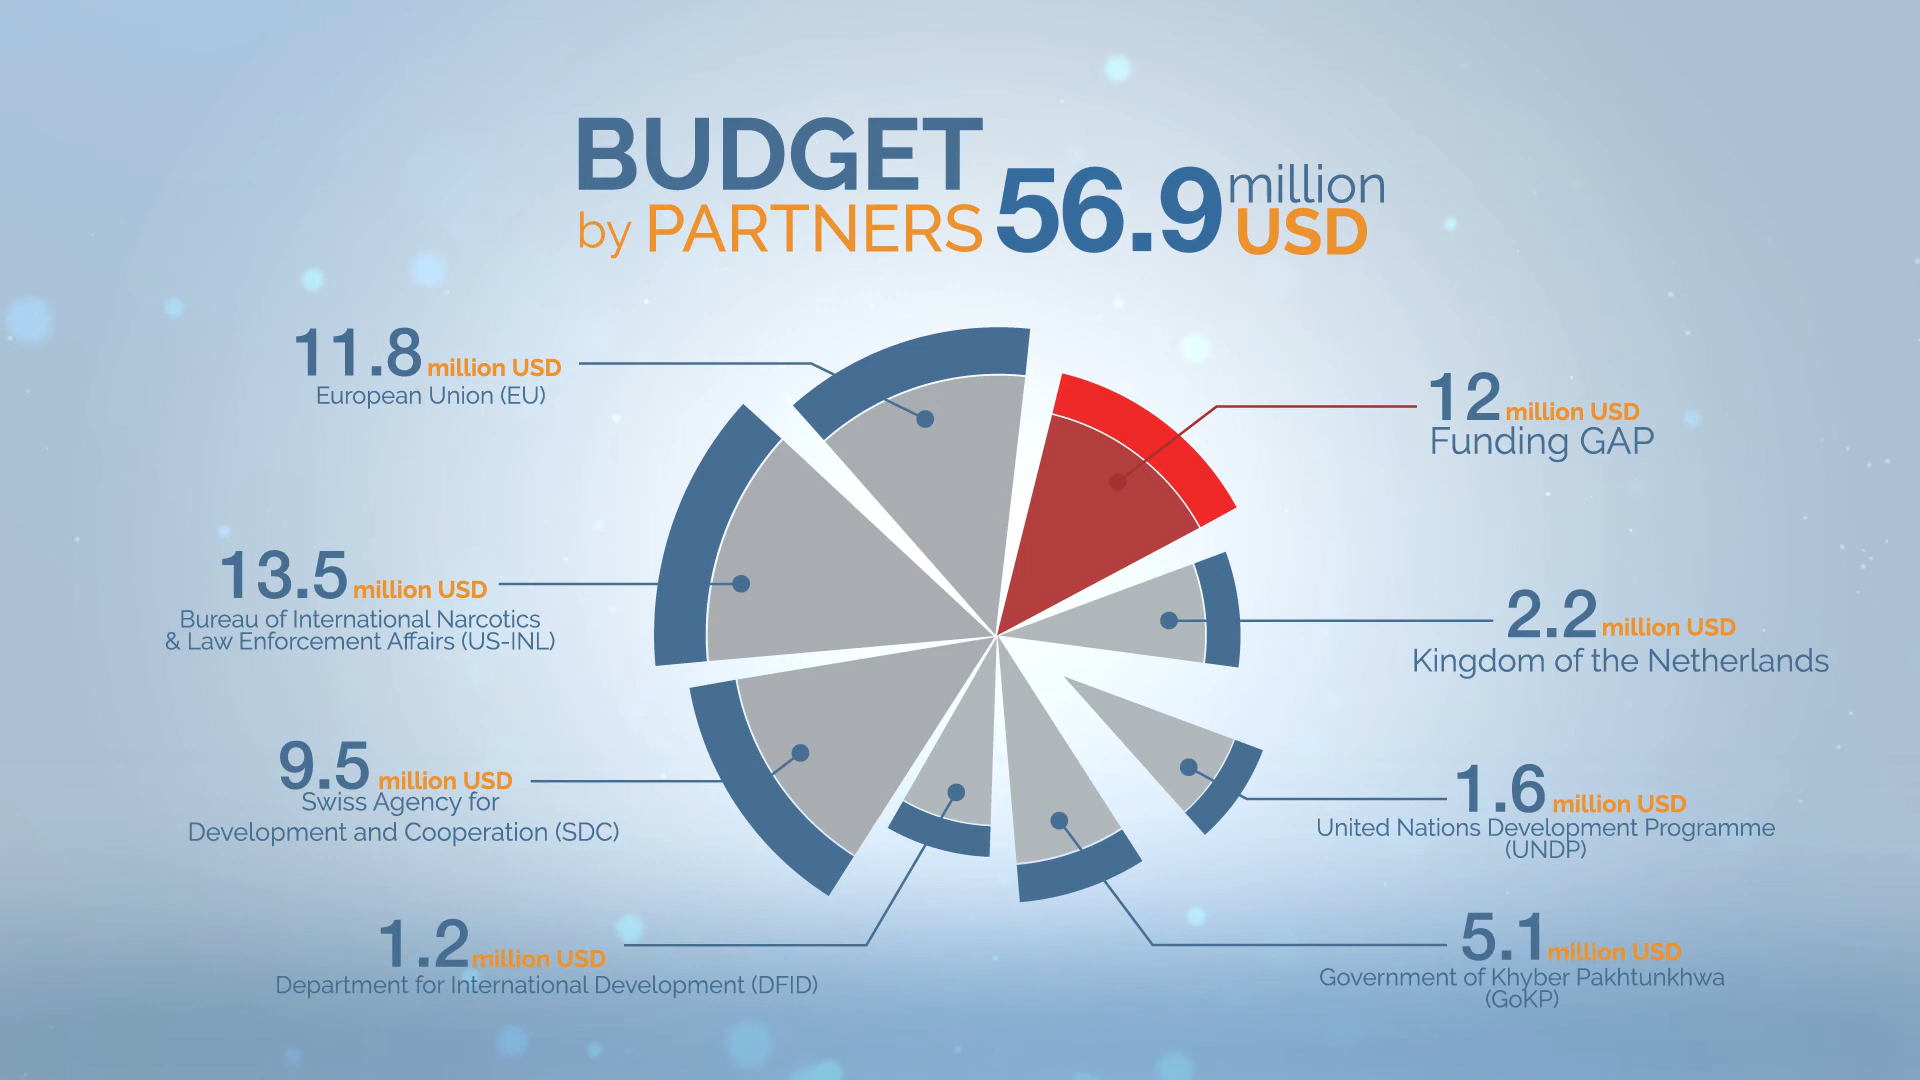 BUDGET
by PARTNERS
56.9 million
USD
11.8 million USD
European Union (EU)
13.5 million USD
Bureau of International Narcotics
& Law Enforcement Affairs (US-INL)
9.5 million USD
Swiss Agency for
Development and Cooperation (SDC)
1.2 million USD
Department for International Development (DFID)
12 million USD
Funding GAP
2.2 million USD
Kingdom of the Netherlands
1.6 million USD
United Nations Development Programme
(UNDP)
5.1 million USD
Government of Khyber Pakhtunkhwa
(GoKP)